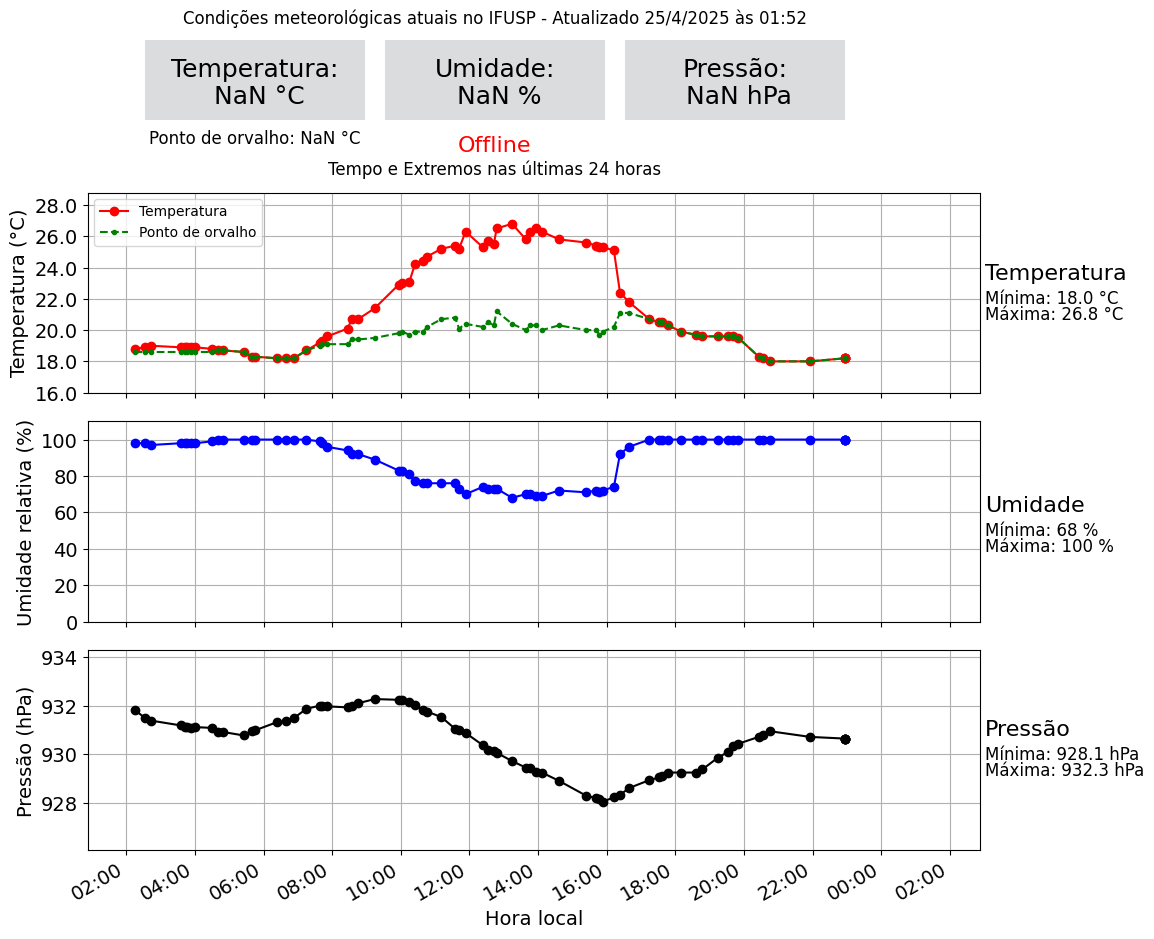 Condições meteorológicas atuais no IFUSP - Atualizado 25/4/2025 às 01:52
Temperatura:
NaN °C
Umidade:
NaN %
Pressão:
NaN hPa
Ponto de orvalho: NaN °C
Offline
Tempo e Extremos nas últimas 24 horas
Temperatura (°C)
28.0
26.0
24.0
22.0
20.0
18.0
16.0
Temperatura
Ponto de orvalho
Temperatura
Mínima: 18.0 °C
Máxima: 26.8 °C
Umidade relativa (%)
100
80
60
40
20
0
Umidade
Mínima: 68 %
Máxima: 100 %
Pressão (hPa)
934
932
930
928
Pressão
Mínima: 928.1 hPa
Máxima: 932.3 hPa
02:00 04:00 06:00 08:00 10:00 12:00 14:00 16:00 18:00 20:00 22:00 00:00 02:00
Hora local